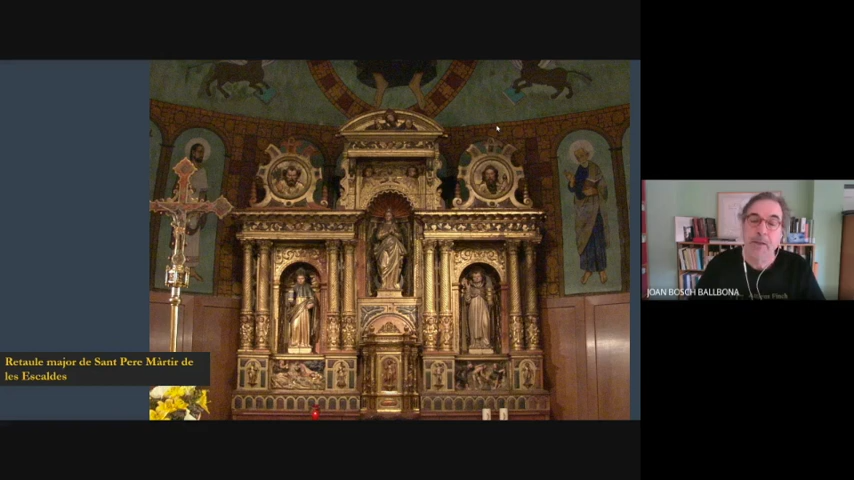 Retaule major de Sant Pere Màrtir de
les Escaldes
JOAN BOSCH BALLBONA